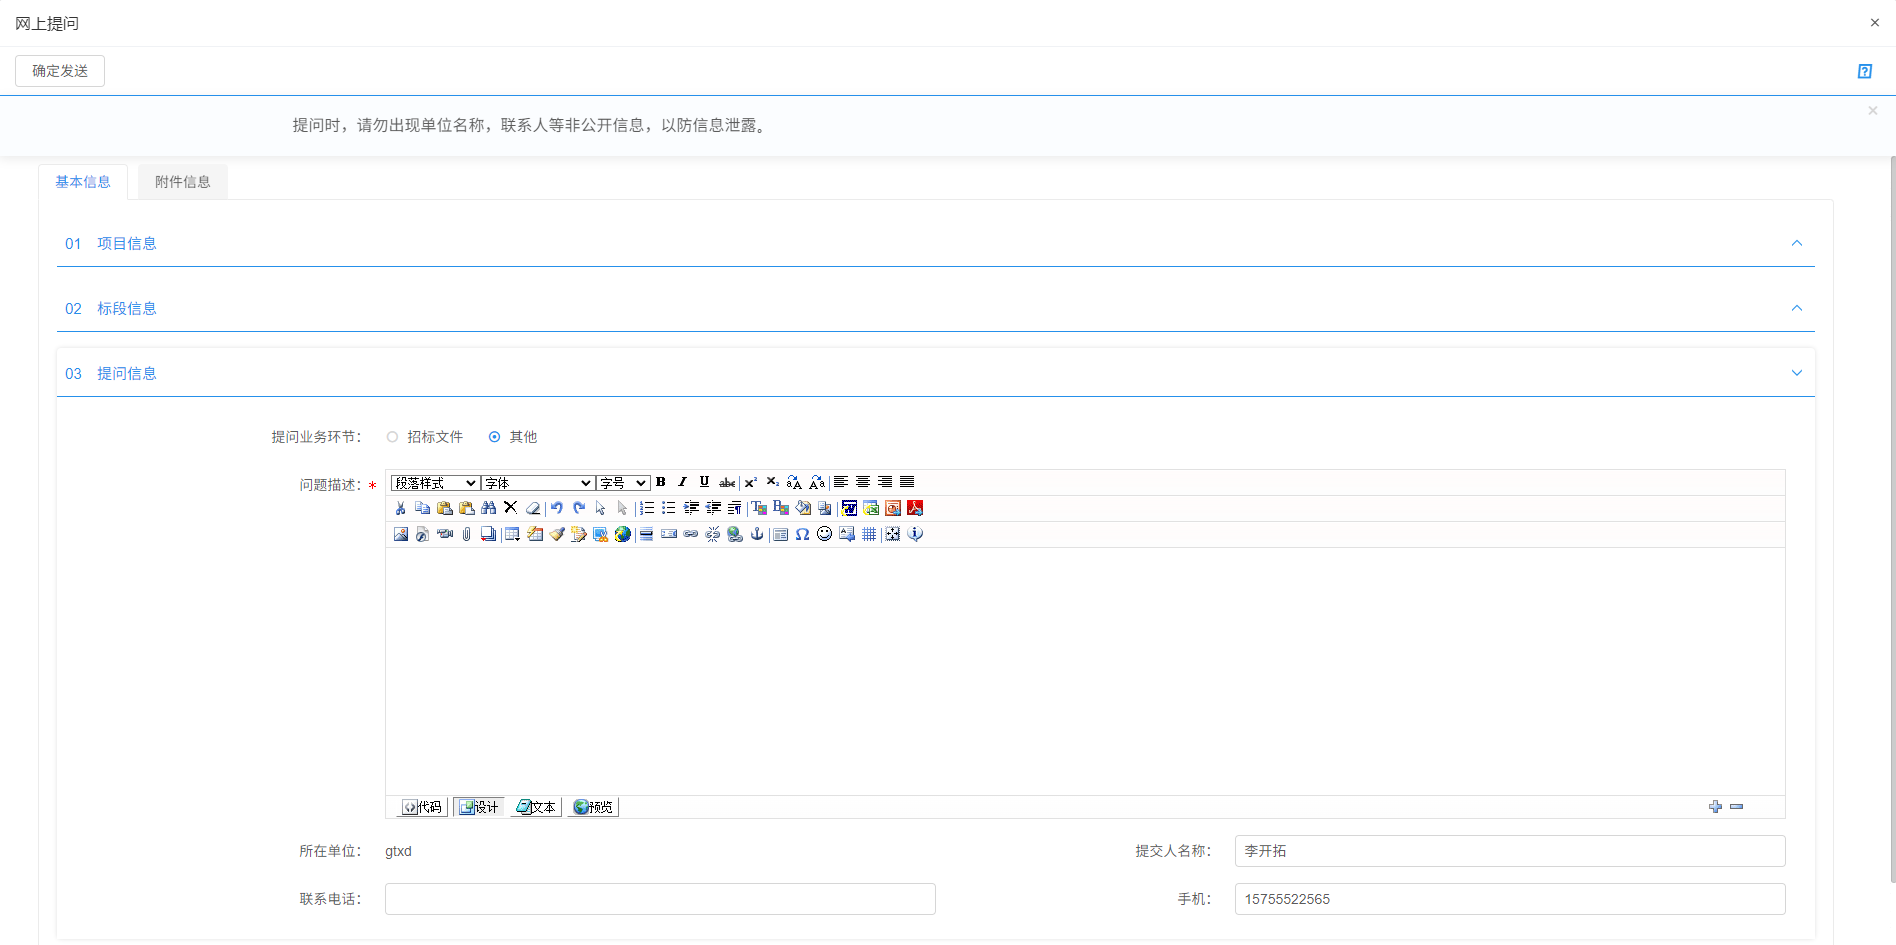 网上提问
确定发送
提问时，请勿出现单位名称，联系人等非公开信息，以防信息泄露。
基本信息 附件信息
01 项目信息
02 标段信息
03 提问信息
提问业务环节： 招标文件 其他
问题描述：* 段落样式 字体 字号
代码 设计 文本 预览
所在单位： gtxd 提交人名称： 李开拓
联系电话： 手机： 15755522565